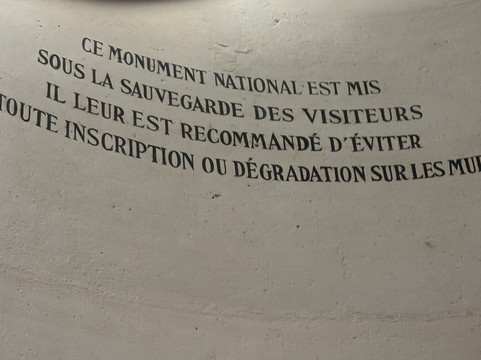 CE MONUMENT NATIONAL EST MIS
SOUS LA SAUVEGARDE DES VISITEURS
IL LEUR EST RECOMMANDÉ D'ÉVITER
TOUTE INSCRIPTION OU DÉGRADATION SUR LES MUR